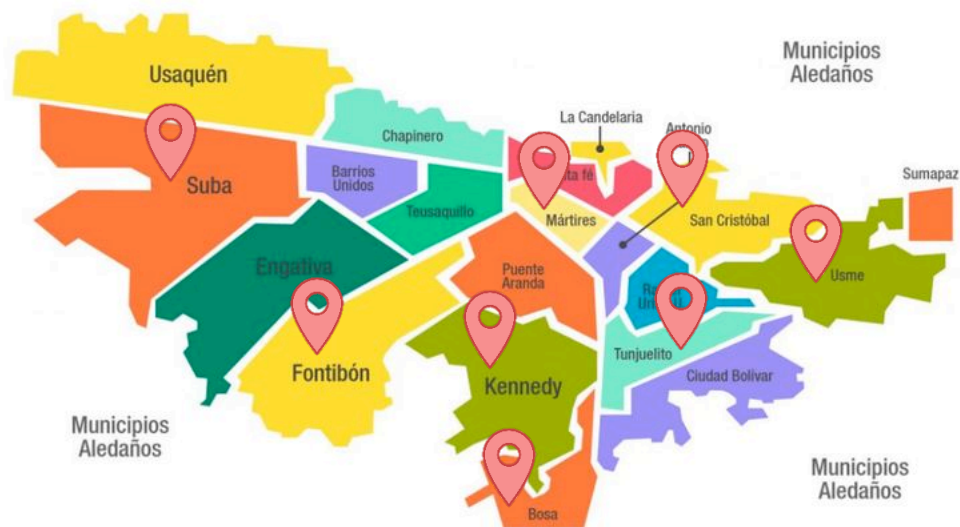 Municipios
Aledaños
Usaquén
La Candelaria
Antonio
Chapinero
Sumapaz
Barrios
Unidos
Suba
Teusaquillo
Mártires
San Cristóbal
Engativa
Puente
Aranda
Usme
Tunjuelito
Fontibón
Kennedy
Ciudad Bolívar
Municipios
Aledaños
Municipios
Aledaños
Bosa